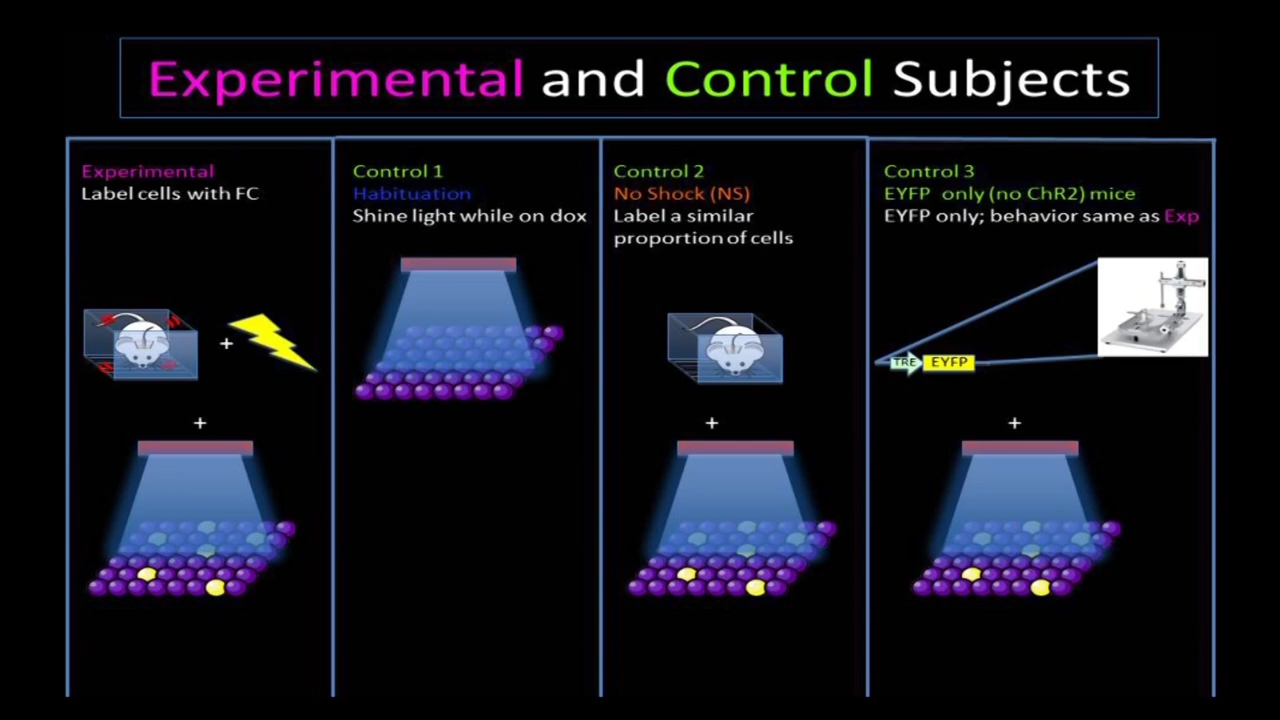 Experimental and Control Subjects
Experimental
Label cells with FC
+
+
Control 1
Habituation
Shine light while on dox
Control 2
No Shock (NS)
Label a similar
proportion of cells
+
Control 3
EYFP only (no ChR2) mice
EYFP only; behavior same as Exp
TRE EYFP
+